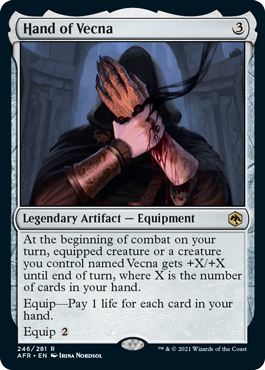 Hand of Vecna 3
Legendary Artifact — Equipment
At the beginning of combat on your
turn, equipped creature or a creature
you control named Vecna gets +X/+X
until end of turn, where X is the number
of cards in your hand.
Equip—Pay 1 life for each card in your
hand.
Equip 2
246/281 R
AFR • EN Irina Nordsol
™ & © 2021 Wizards of the Coast